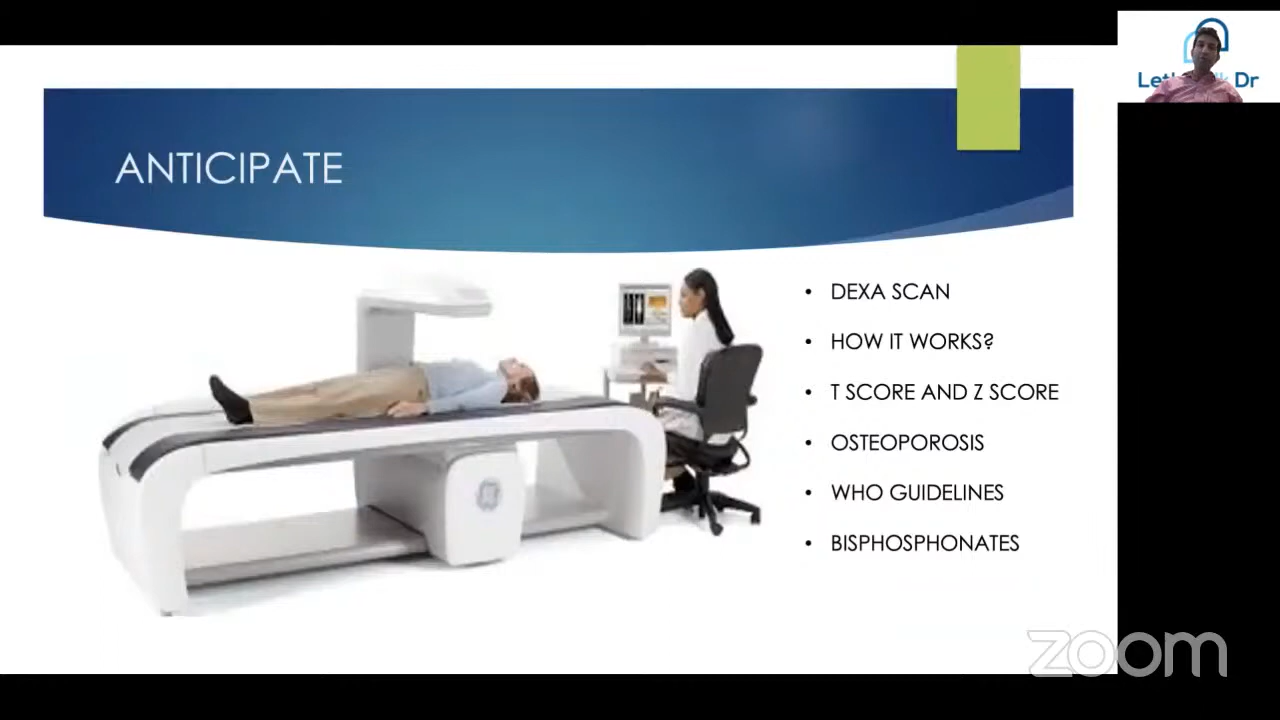 ANTICIPATE
• DEXA SCAN
• HOW IT WORKS?
• T SCORE AND Z SCORE
• OSTEOPOROSIS
• WHO GUIDELINES
• BISPHOSPHONATES
Dr
zoom